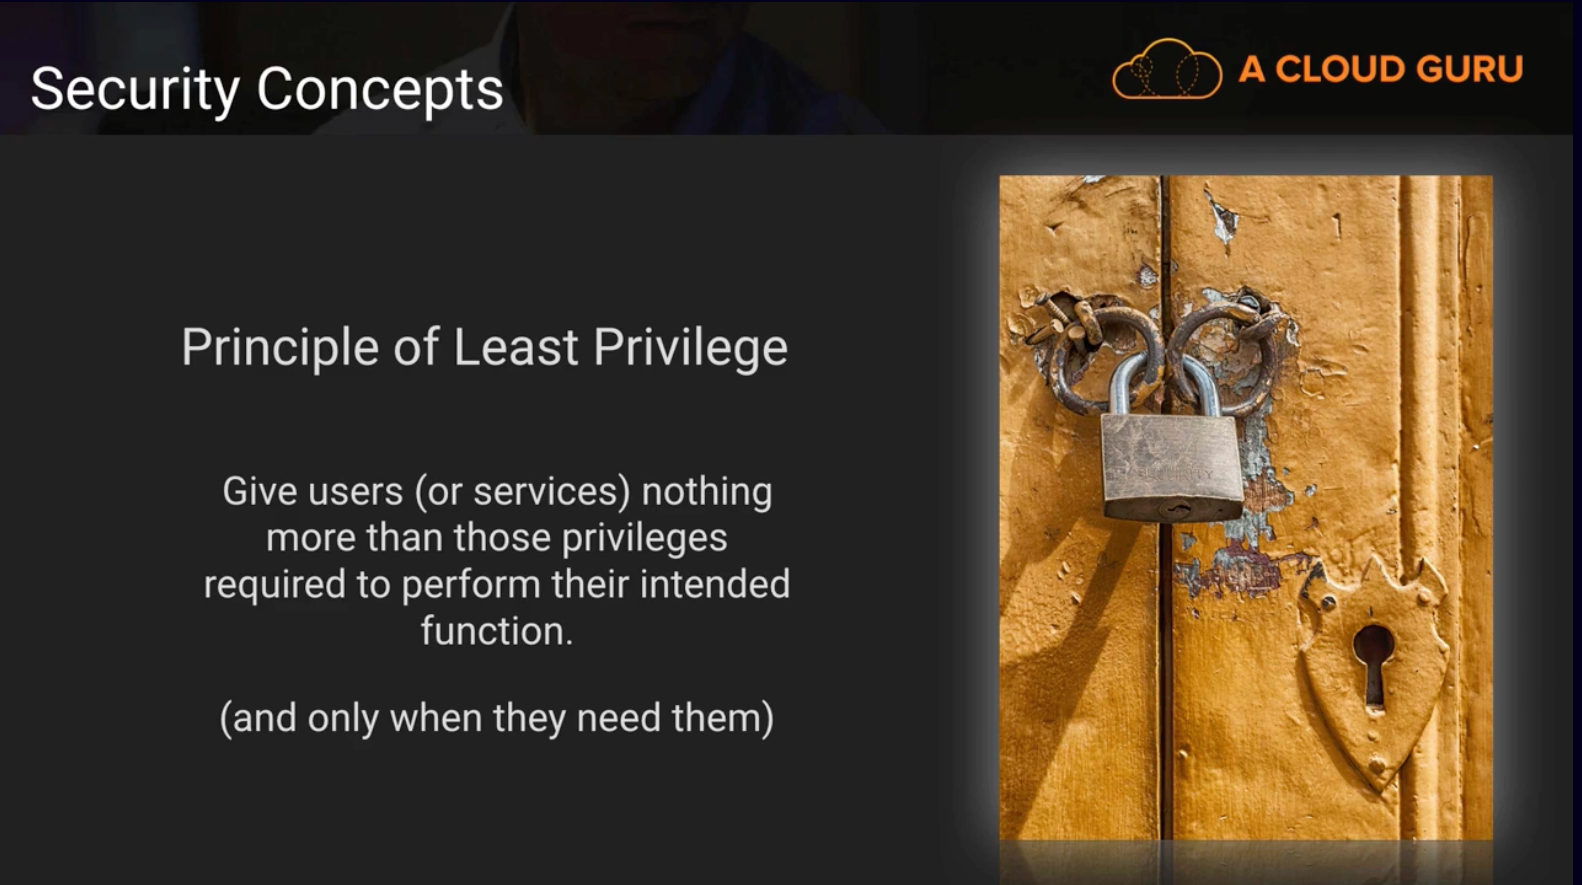 Security Concepts
A CLOUD GURU
Principle of Least Privilege
Give users (or services) nothing
more than those privileges
required to perform their intended
function.
(and only when they need them)